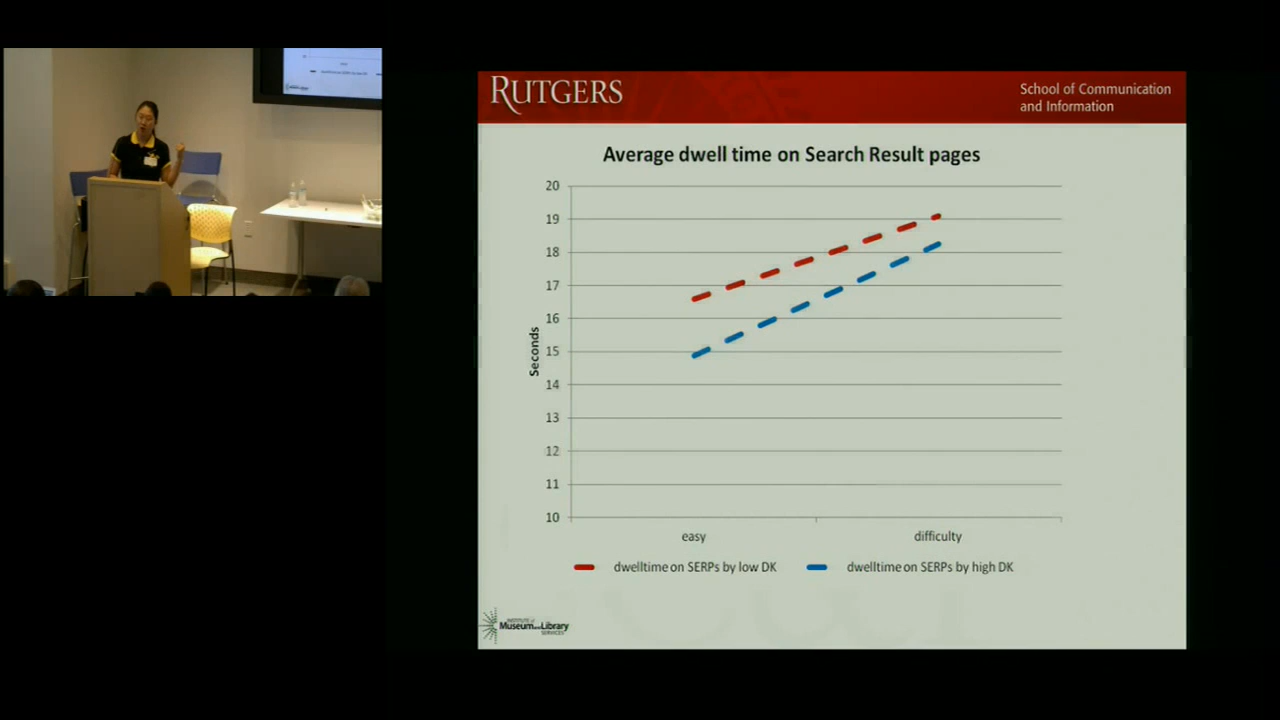 RUTGERS
School of Communication
and Information
Average dwell time on Search Result pages
20
19
18
17
16
15
14
13
12
11
10
Seconds
easy
difficulty
dwelltime on SERPs by low DK
dwelltime on SERPs by high DK
INSTITUTE of
Museum and Library
SERVICES